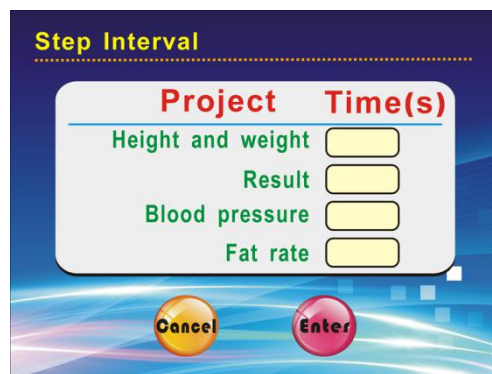 Step Interval
Project Time(s)
Height and weight
Result
Blood pressure
Fat rate
Cancel Enter